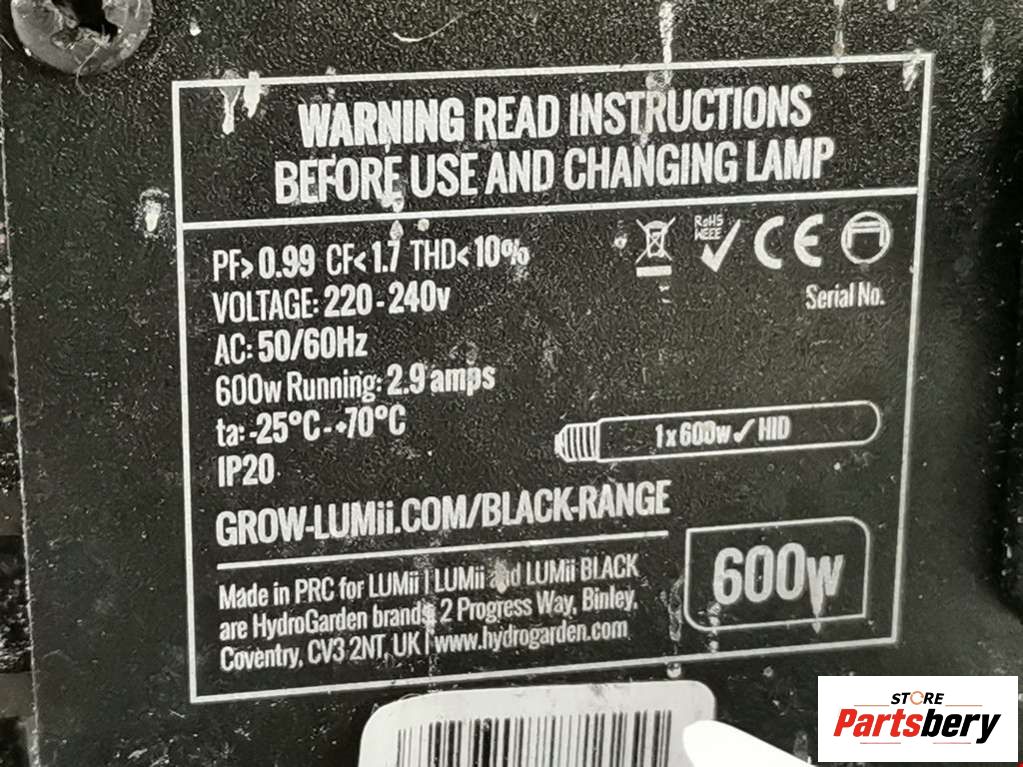 WARNING READ INSTRUCTIONS
BEFORE USE AND CHANGING LAMP
PF> 0.99 CF< 1.7 THD< 10%
RoHS
WEEE
CE
VOLTAGE: 220 - 240v
Serial No.
AC: 50/60Hz
600w Running: 2.9 amps
ta: -25°C - +70°C
1 x 600w ✓ HID
IP20
GROW-LUMii.COM/BLACK-RANGE
600w
Made in PRC for LUMii | LUMii and LUMii BLACK
are HydroGarden brands 2 Progress Way, Binley,
Coventry, CV3 2NT, UK | www.hydrogarden.com
STORE
Partsbery